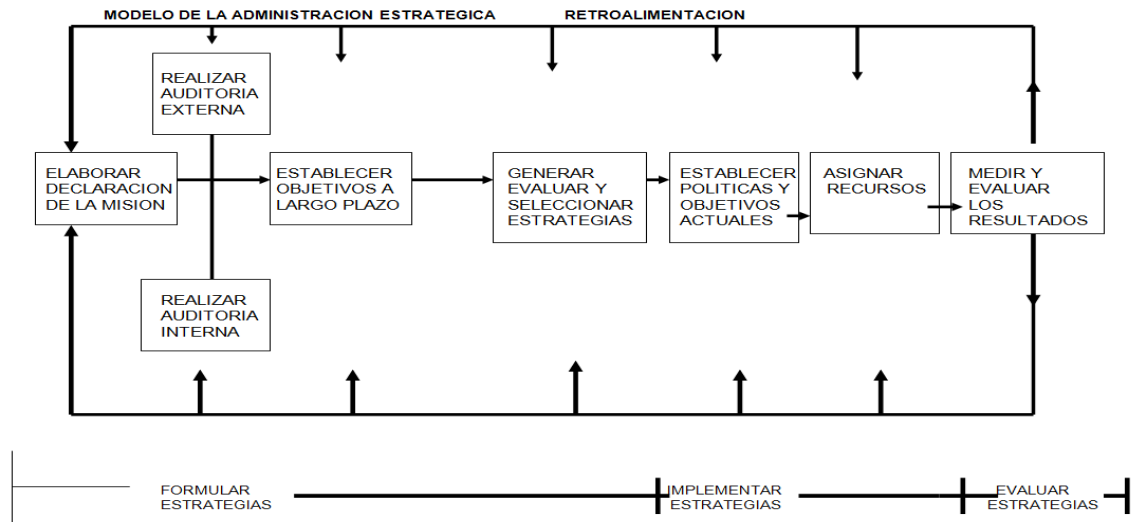 MODELO DE LA ADMINISTRACION ESTRATEGICA
RETROALIMENTACION
REALIZAR
AUDITORIA
EXTERNA
ELABORAR
DECLARACION
DE LA MISION
ESTABLECER
OBJETIVOS A
LARGO PLAZO
GENERAR
EVALUAR Y
SELECCIONAR
ESTRATEGIAS
ESTABLECER
POLITICAS Y
OBJETIVOS
ACTUALES
ASIGNAR
RECURSOS
MEDIR Y
EVALUAR
LOS
RESULTADOS
REALIZAR
AUDITORIA
INTERNA
FORMULAR
ESTRATEGIAS
IMPLEMENTAR
ESTRATEGIAS
EVALUAR
ESTRATEGIAS